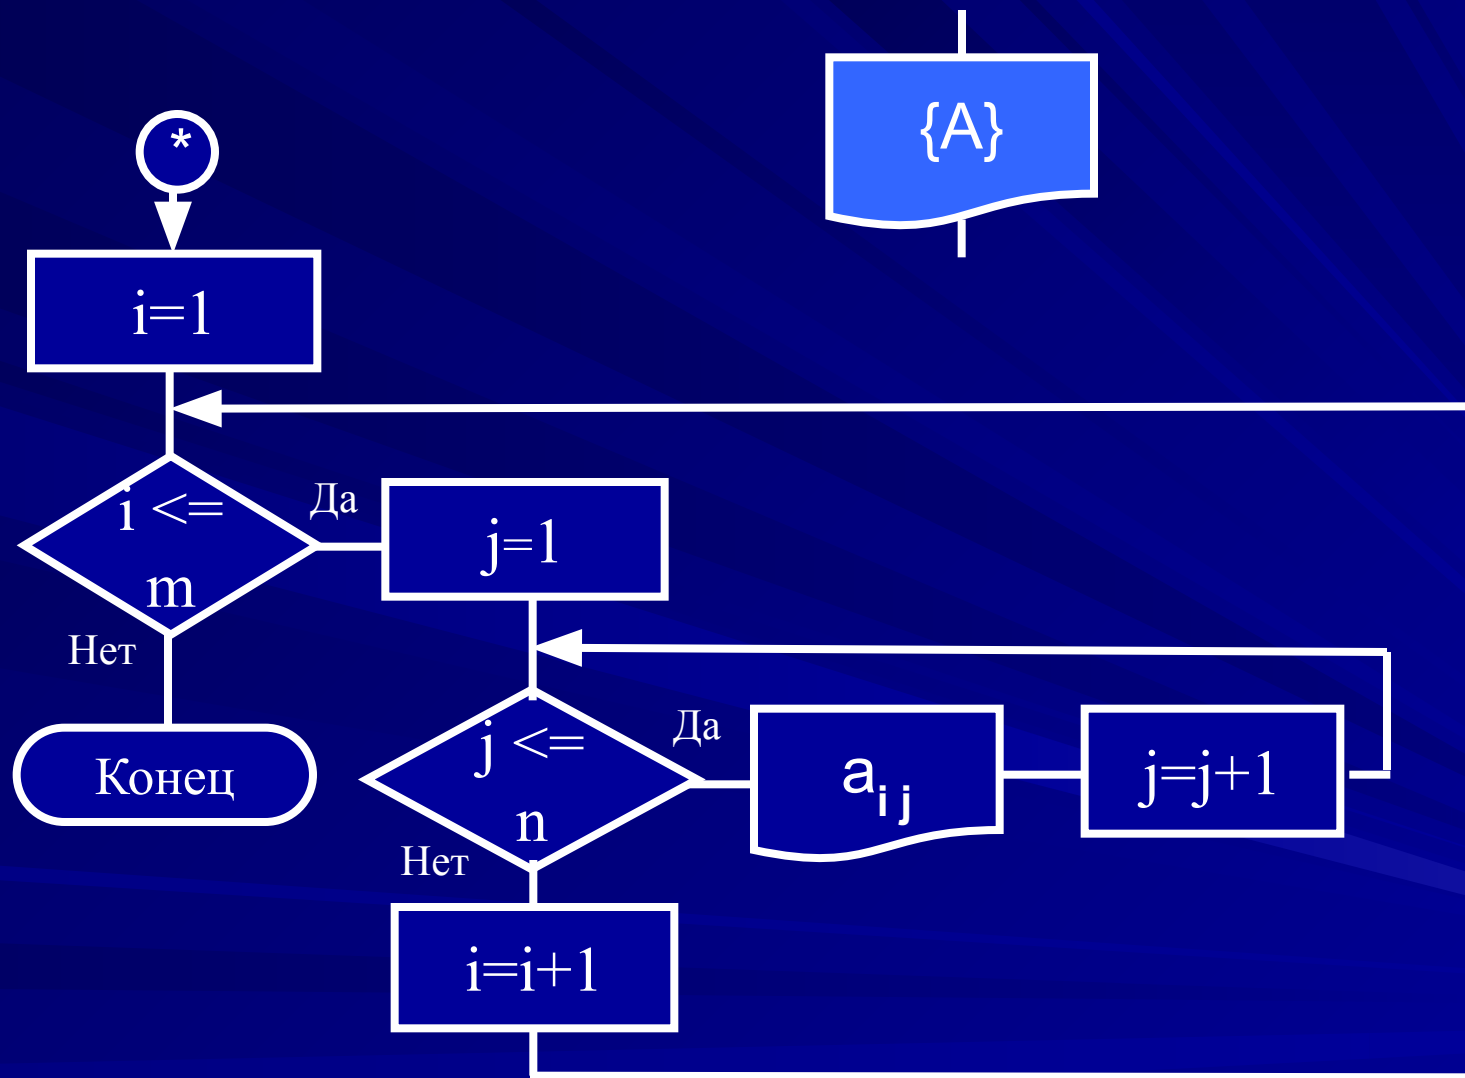 {A}
*
i=1
i <=
m
Да
Нет
Конец
j=1
j <=
n
Да
Нет
a i j
j=j+1
i=i+1